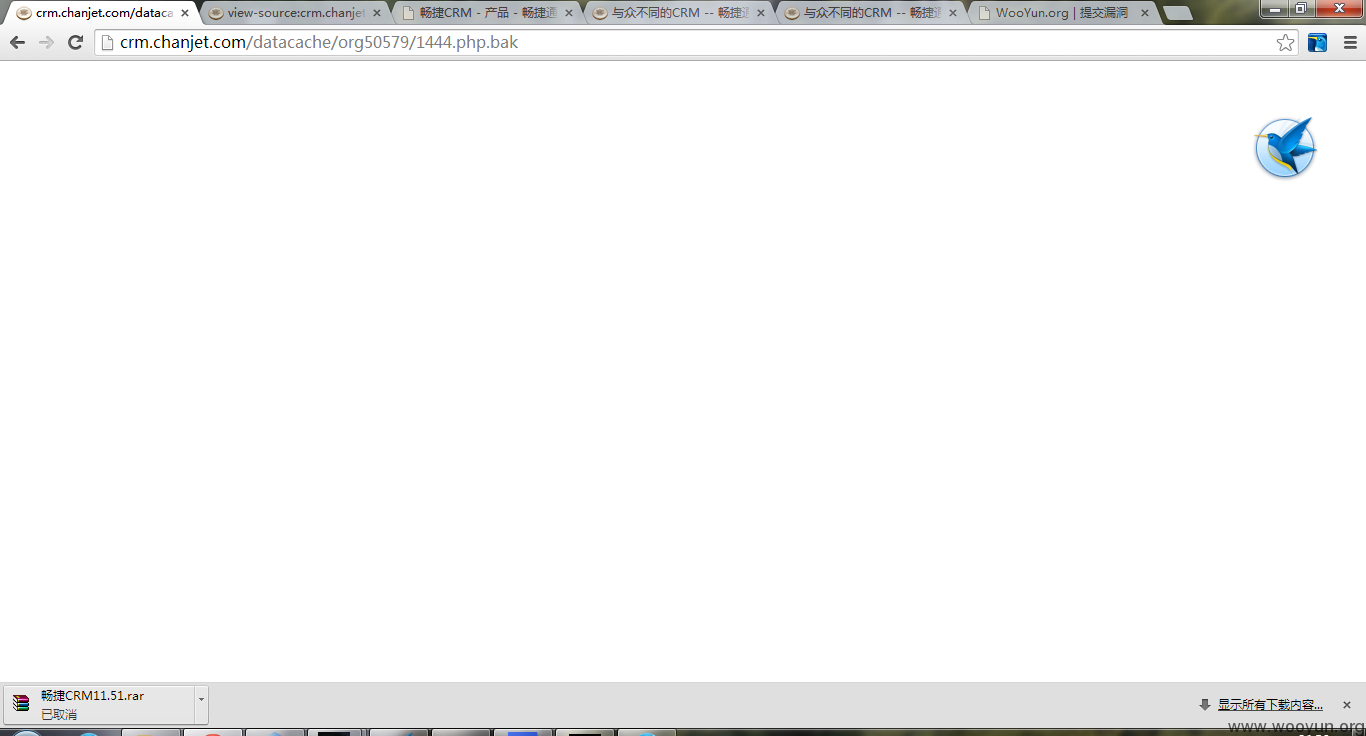 crm.chanjet.com/dataca
view-source:crm.chanjet
畅捷CRM - 产品 - 畅捷通
与众不同的CRM -- 畅捷通
与众不同的CRM -- 畅捷通
WooYun.org | 提交漏洞
crm.chanjet.com/datacache/org50579/1444.php.bak
畅捷CRM11.51.rar
已取消
显示所有下载内容...
www.wooyun.org